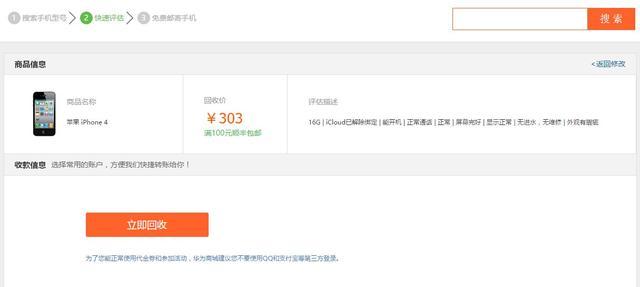 1 搜索手机型号 2 快速评估 3 免费邮寄手机
搜 索
商品信息
<返回修改
商品名称
苹果 iPhone 4
回收价
￥303
满100元顺丰包邮
评估描述
16G | iCloud已解除绑定 | 能开机 | 正常通话 | 正常 | 屏幕完好 | 显示正常 | 无进水，无维修 | 外观有瑕疵
收款信息 选择常用的账户，方便我们快捷转账给你！
立即回收
为了您能正常使用代金券和参加活动，华为商城建议您不要使用QQ和支付宝等第三方登录。